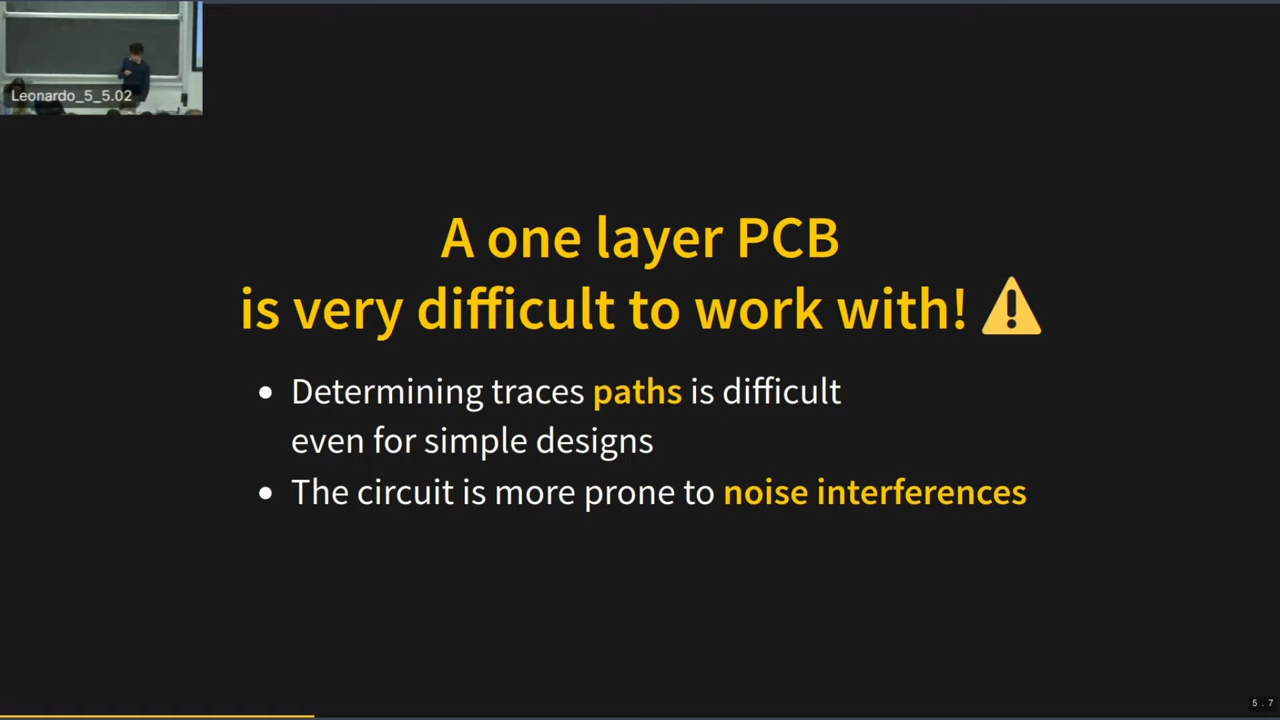 Leonardo_5_5.02
A one layer PCB
is very difficult to work with! ⚠
• Determining traces paths is difficult
even for simple designs
• The circuit is more prone to noise interferences
5.7